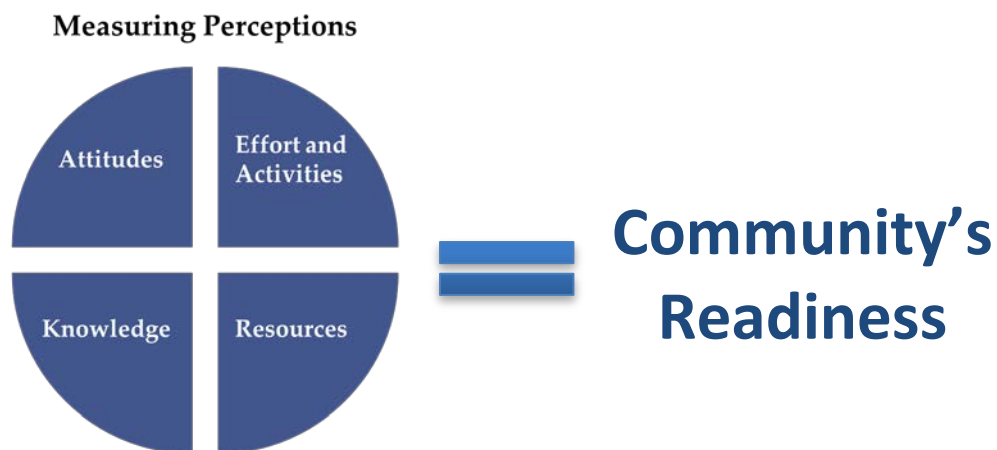 Measuring Perceptions
Attitudes
Effort and
Activities
Knowledge
Resources
Community’s
Readiness